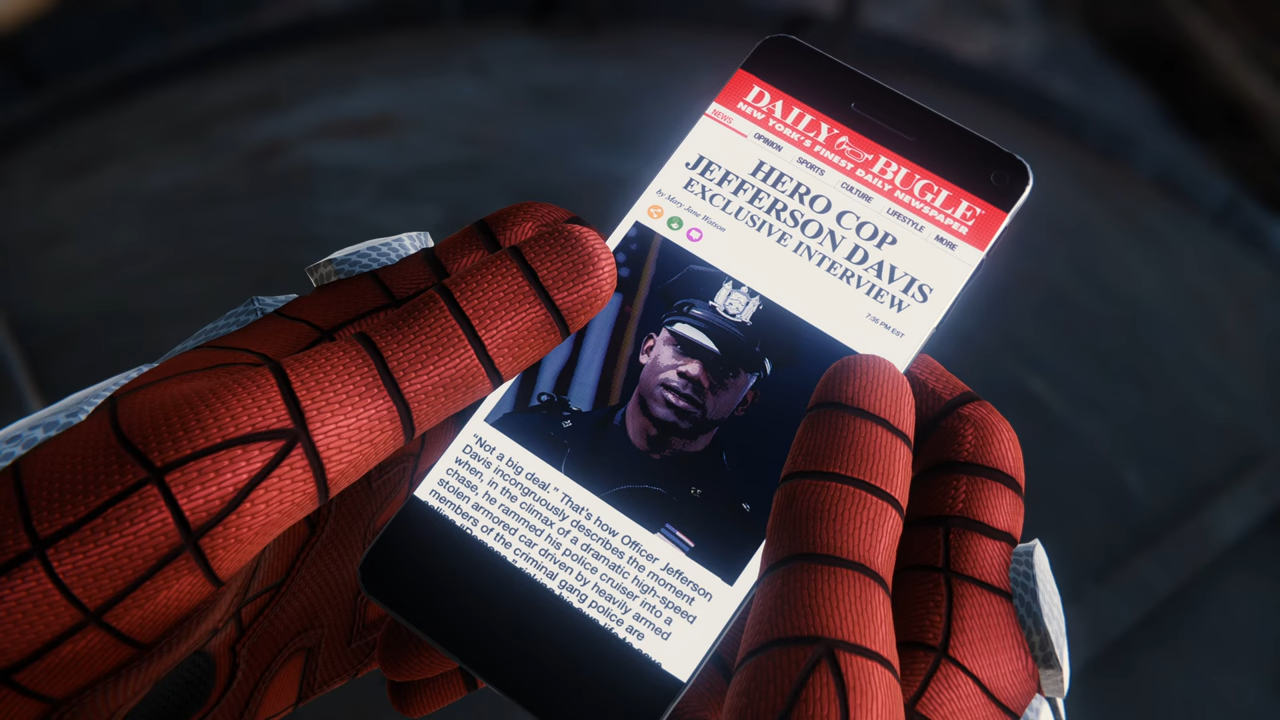 DAILY BUGLE
NEW YORK'S FINEST DAILY NEWSPAPER
NEWS OPINION SPORTS CULTURE LIFESTYLE MORE
HERO COP
JEFFERSON DAVIS
EXCLUSIVE INTERVIEW
by Mary Jane Watson
7:36 PM EST
"Not a big deal." That's how Officer Jefferson
Davis incongruously describes the moment
when, in the climax of a dramatic high-speed
chase, he rammed his police cruiser into a
stolen armored car driven by heavily armed
members of the criminal gang police are